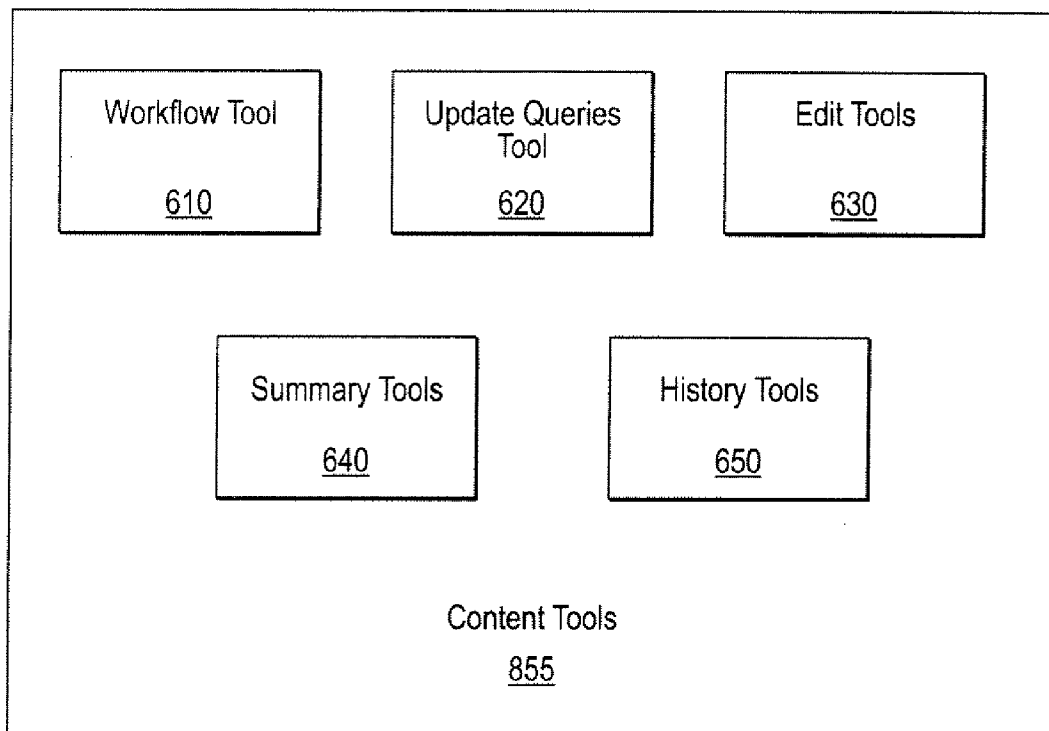 Workflow Tool
610
Update Queries
Tool
620
Edit Tools
630
Summary Tools
640
History Tools
650
Content Tools
855